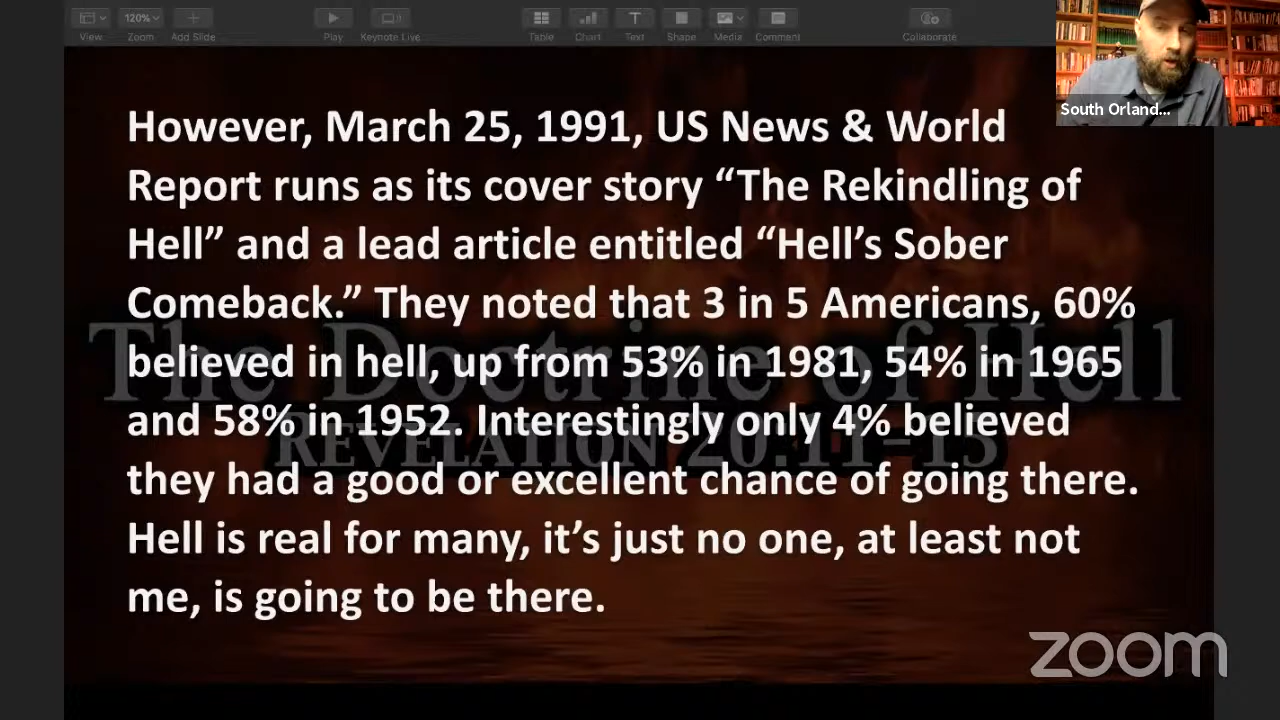 View
120%
Zoom
Add Slide
Play
Keynote Live
Table
Chart
Text
Shape
Media
Comment
Collaborate
South Orland...
However, March 25, 1991, US News & World
Report runs as its cover story “The Rekindling of
Hell” and a lead article entitled “Hell’s Sober
Comeback.” They noted that 3 in 5 Americans, 60%
believed in hell, up from 53% in 1981, 54% in 1965
and 58% in 1952. Interestingly only 4% believed
they had a good or excellent chance of going there.
Hell is real for many, it’s just no one, at least not
me, is going to be there.
The Doctrine of Hell
REVELATION 20:11–15
zoom